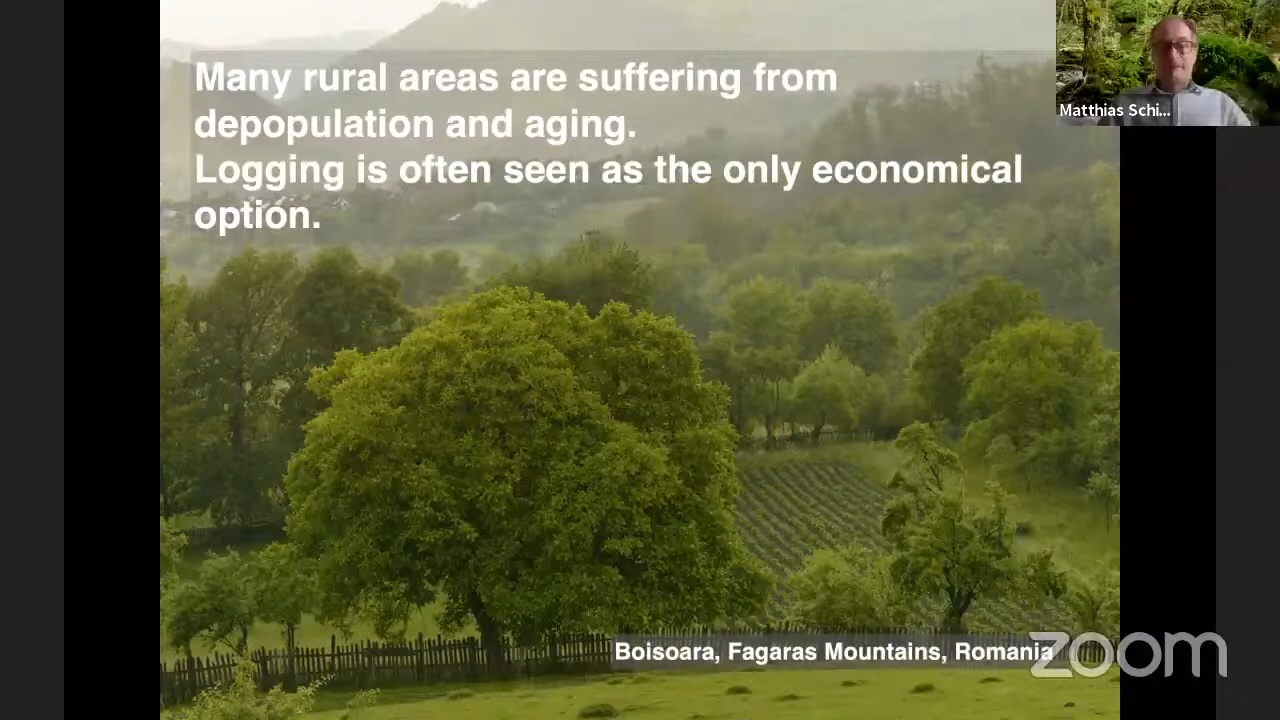 Many rural areas are suffering from
depopulation and aging.
Logging is often seen as the only economical
option.
Matthias Schi...
Boisoara, Fagaras Mountains, Romania
zoom